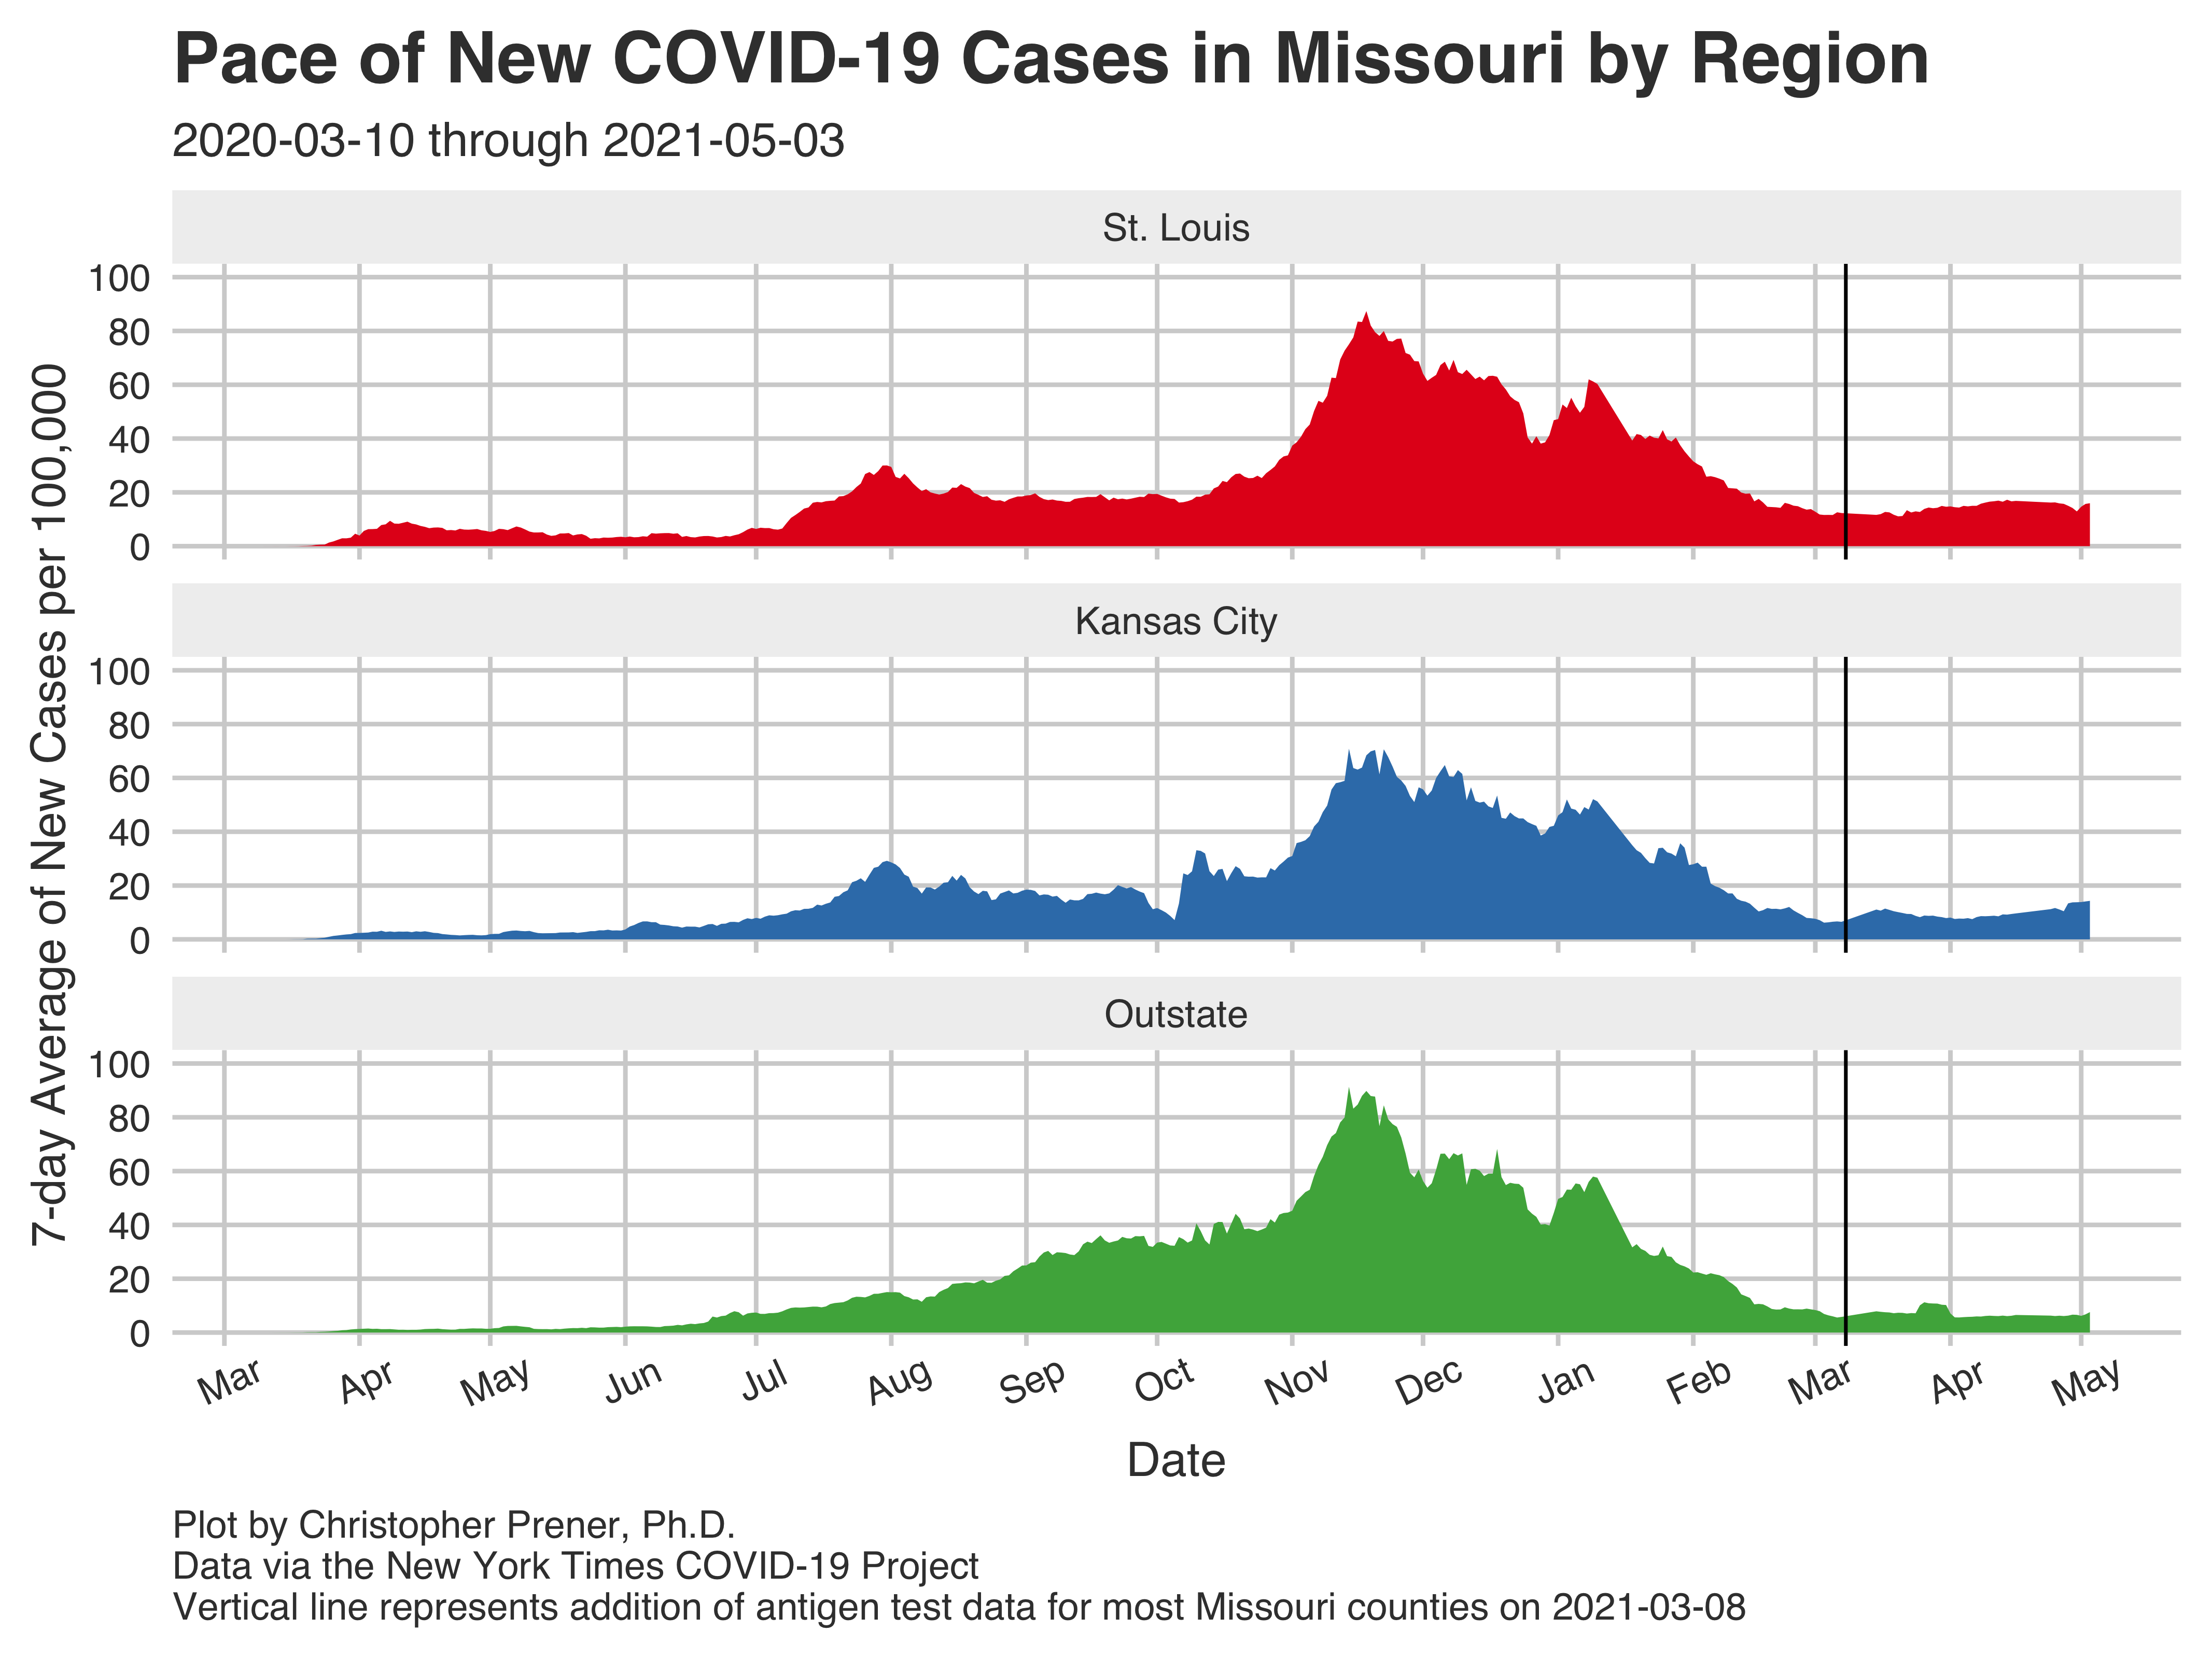 Pace of New COVID-19 Cases in Missouri by Region
2020-03-10 through 2021-05-03
7-day Average of New Cases per 100,000
St. Louis
100
80
60
40
20
0
Kansas City
100
80
60
40
20
0
Outstate
100
80
60
40
20
0
Mar Apr May Jun Jul Aug Sep Oct Nov Dec Jan Feb Mar Apr May
Date
Plot by Christopher Prener, Ph.D.
Data via the New York Times COVID-19 Project
Vertical line represents addition of antigen test data for most Missouri counties on 2021-03-08